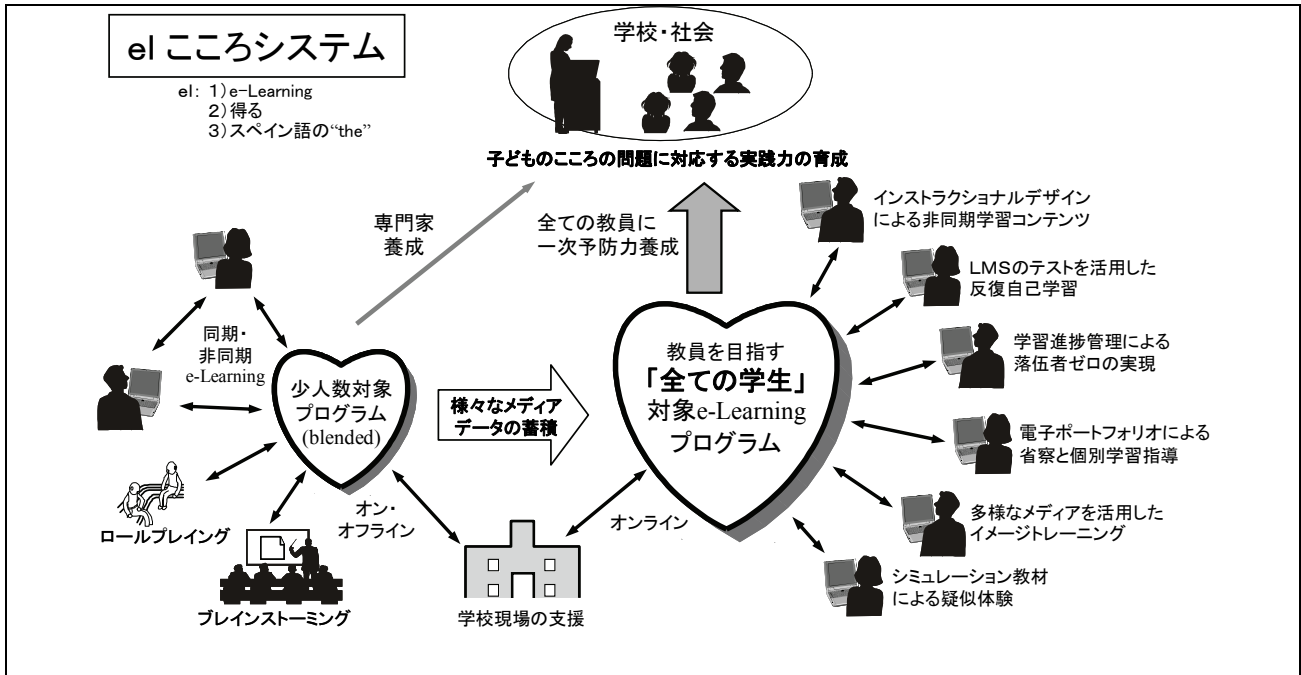 el こころシステム
el: 1)e-Learning
2)得る
3)スペイン語の“the”
学校・社会
子どものこころの問題に対応する実践力の育成
専門家
養成
全ての教員に
一次予防力養成
同期・
非同期
e-Learning
少人数対象
プログラム
(blended)
様々なメディア
データの蓄積
教員を目指す
「全ての学生」
対象e-Learning
プログラム
インストラクショナルデザイン
による非同期学習コンテンツ
LMSのテストを活用した
反復自己学習
学習進捗管理による
落伍者ゼロの実現
電子ポートフォリオによる
省察と個別学習指導
多様なメディアを活用した
イメージトレーニング
シミュレーション教材
による疑似体験
ロールプレイング
ブレインストーミング
オン・
オフライン
オンライン
学校現場の支援